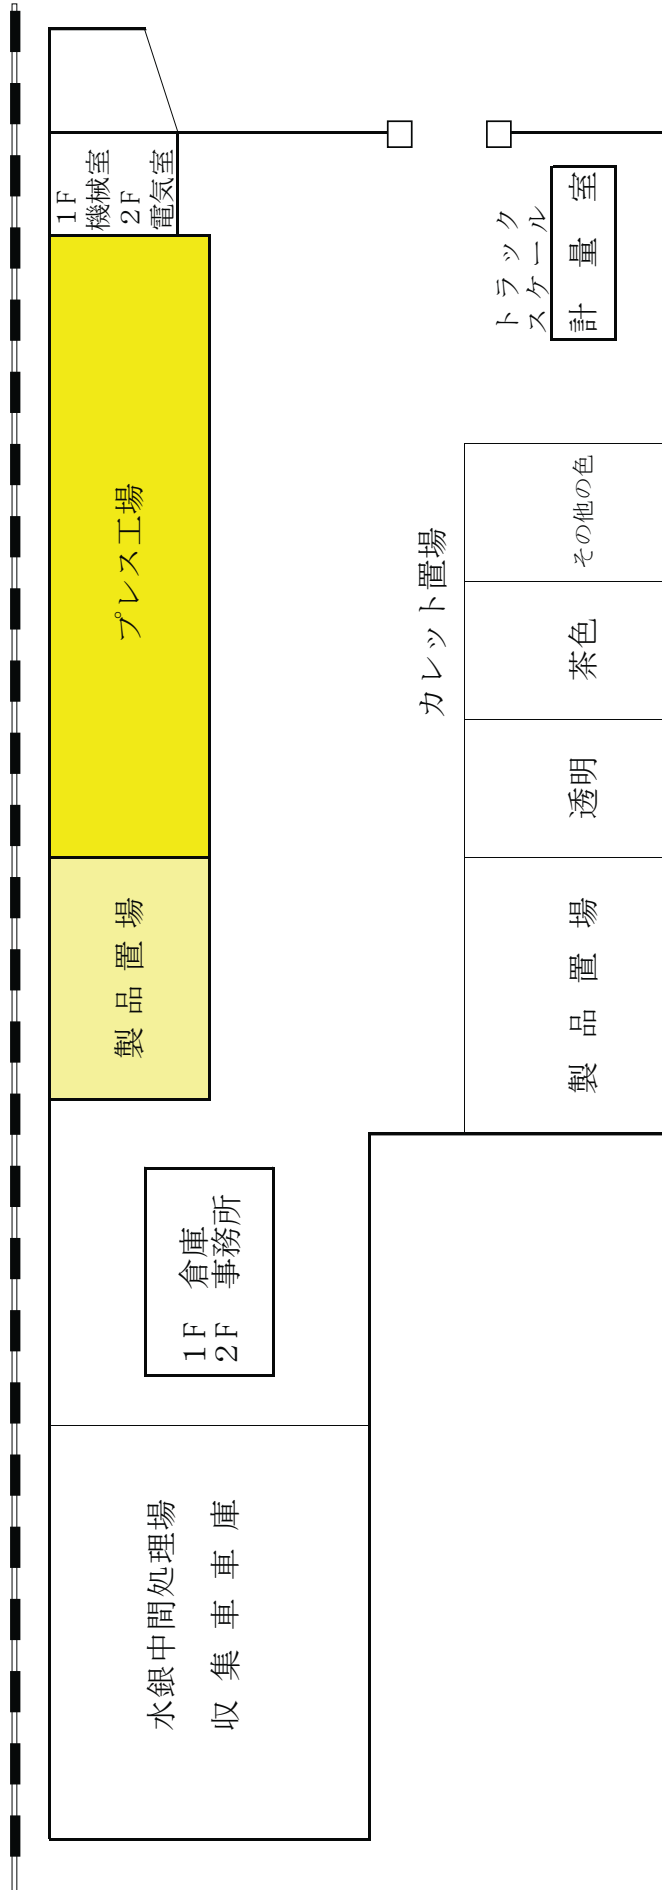 1F
機械室
2F
電気室
プレス工場
製品置場
1F 倉庫
2F 事務所
水銀中間処理場
収集車車庫
トラック
スケール
計量室
カレット置場
その他の色
茶色
透明
製品置場